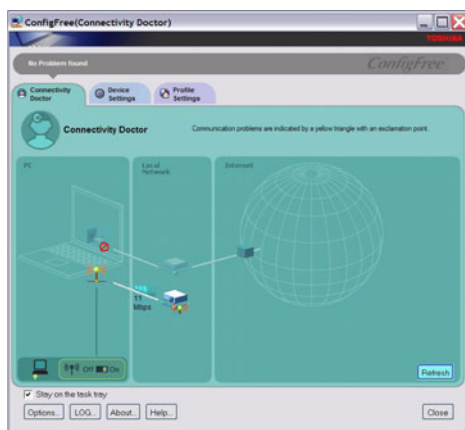 ConfigFree(Connectivity Doctor)
TOSHIBA
No Problem found
ConfigFree
Connectivity Doctor
Device Settings
Profile Settings
Connectivity Doctor
Communication problems are indicated by a yellow triangle with an exclamation point.
PC
Local
Network
Internet
11
Mbps
Off On
Refresh
Stay on the task tray
Options...
LOG...
About...
Help...
Close